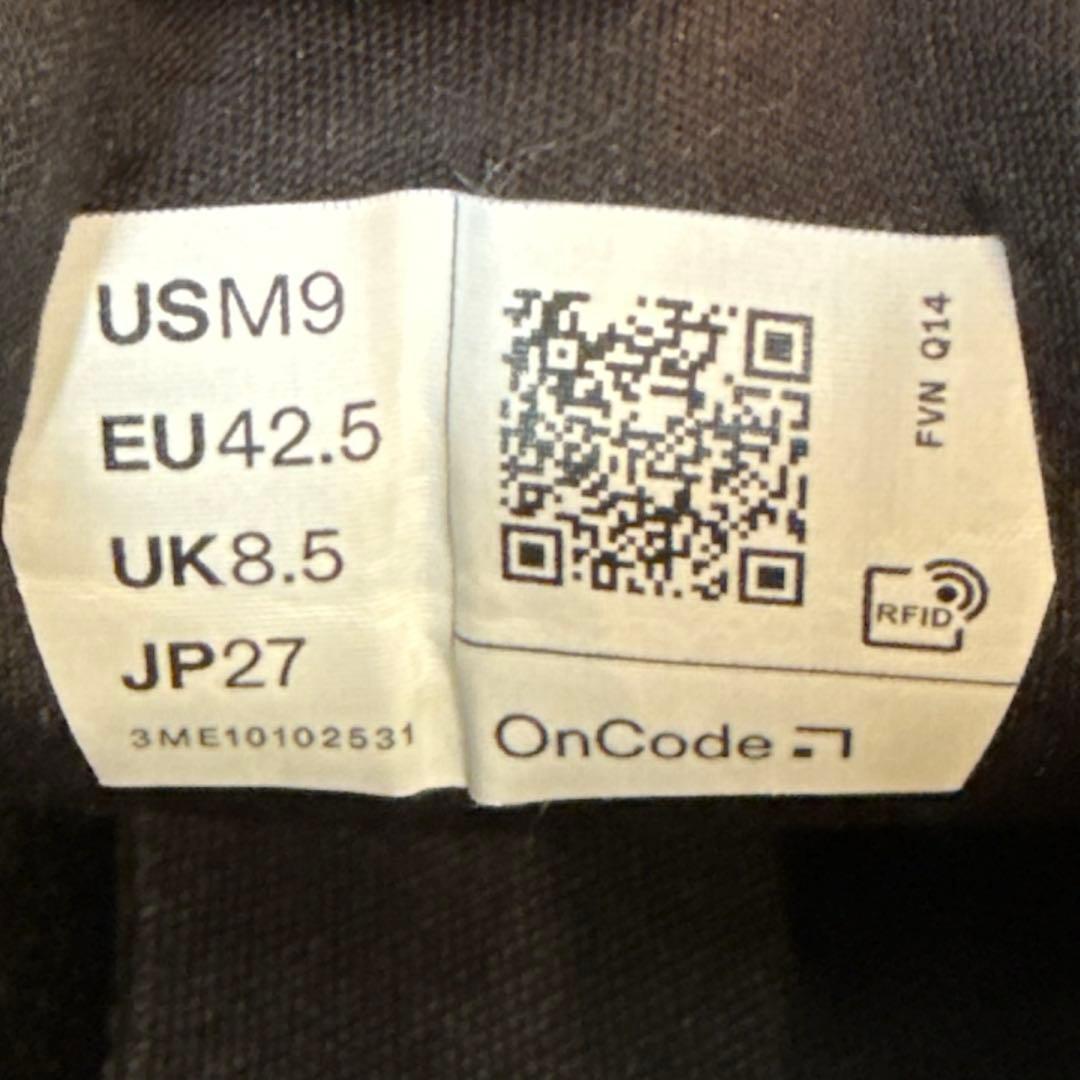 USM9
EU42.5
UK8.5
JP27
3ME10102531
FVN Q14
RFID
OnCode